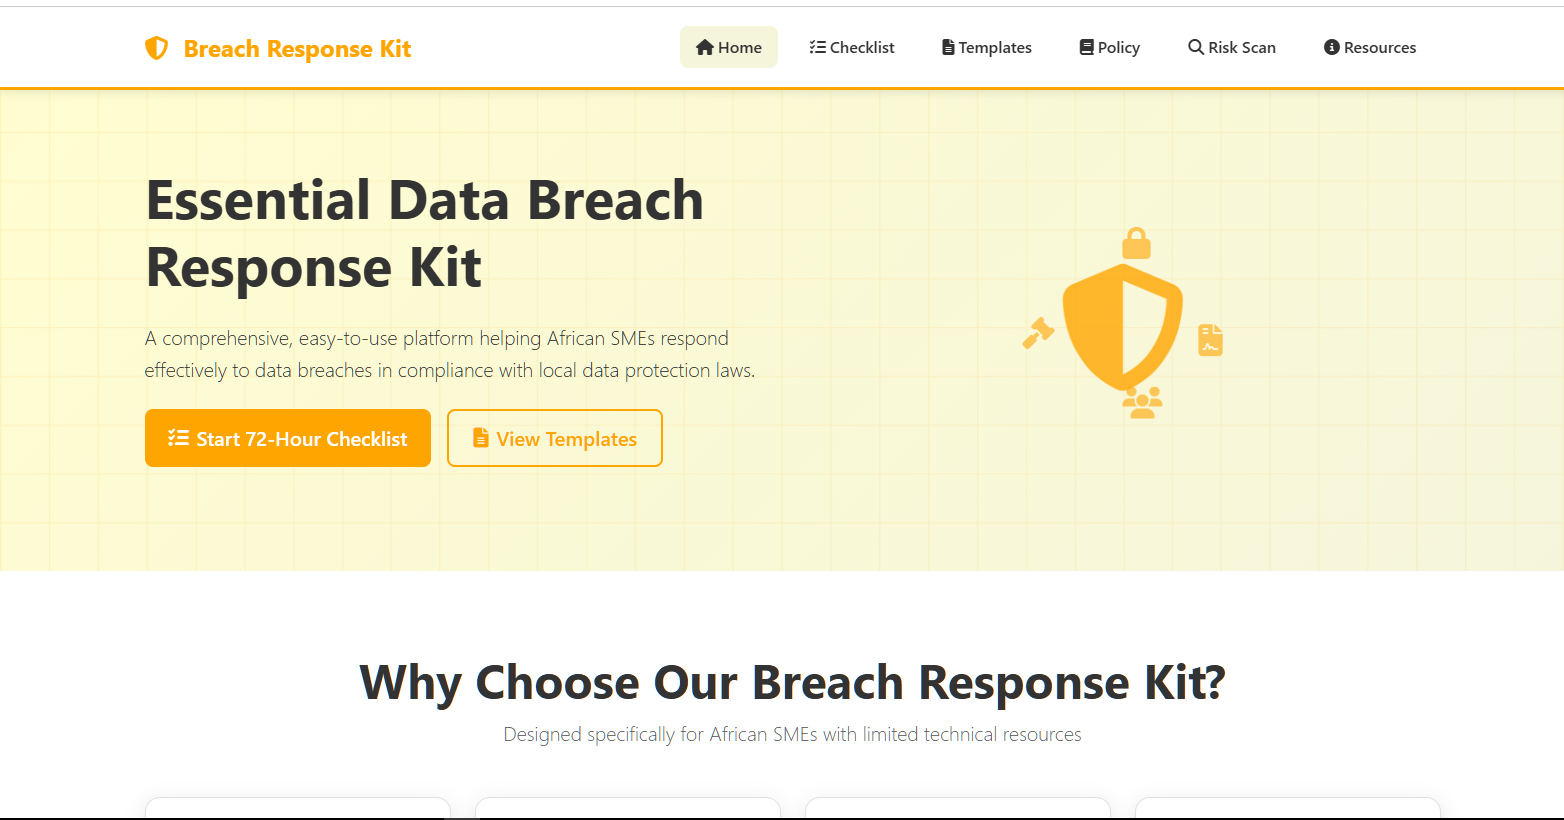 Breach Response Kit
Home
Checklist
Templates
Policy
Risk Scan
Resources
Essential Data Breach
Response Kit
A comprehensive, easy-to-use platform helping African SMEs respond
effectively to data breaches in compliance with local data protection laws.
Start 72-Hour Checklist
View Templates
Why Choose Our Breach Response Kit?
Designed specifically for African SMEs with limited technical resources